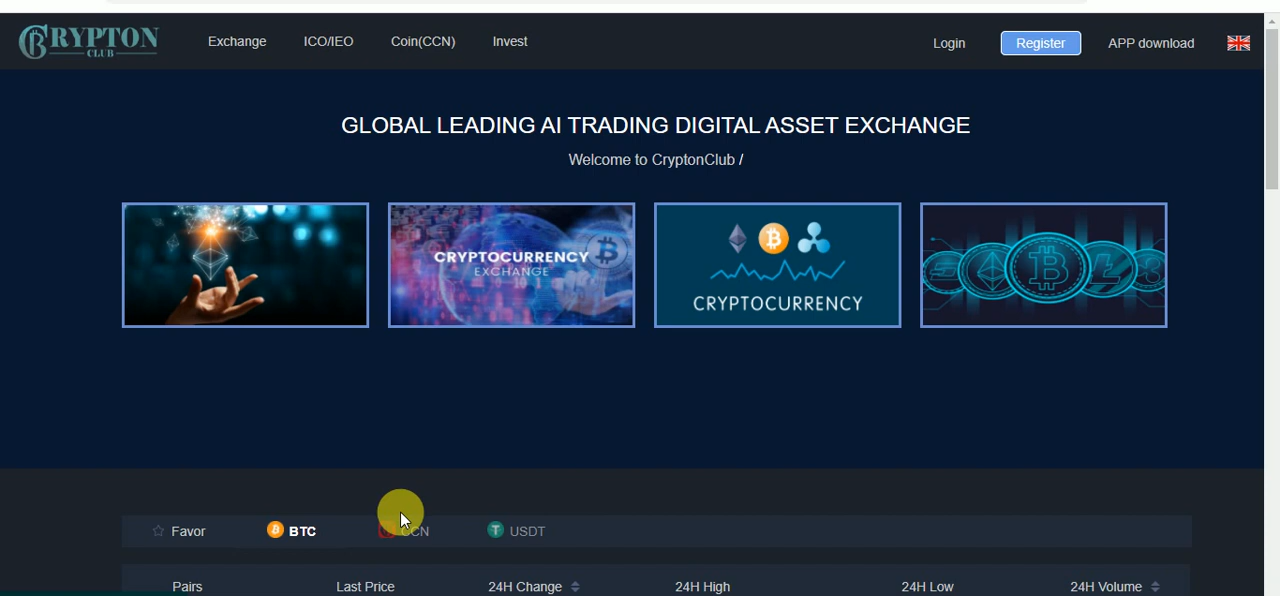 CRYPTON
CLUB
Exchange
ICO/IEO
Coin(CCN)
Invest
Login
Register
APP download
GLOBAL LEADING AI TRADING DIGITAL ASSET EXCHANGE
Welcome to CryptonClub /
CRYPTOCURRENCY
EXCHANGE
CRYPTOCURRENCY
Favor
BTC
CCN
USDT
Pairs
Last Price
24H Change
24H High
24H Low
24H Volume